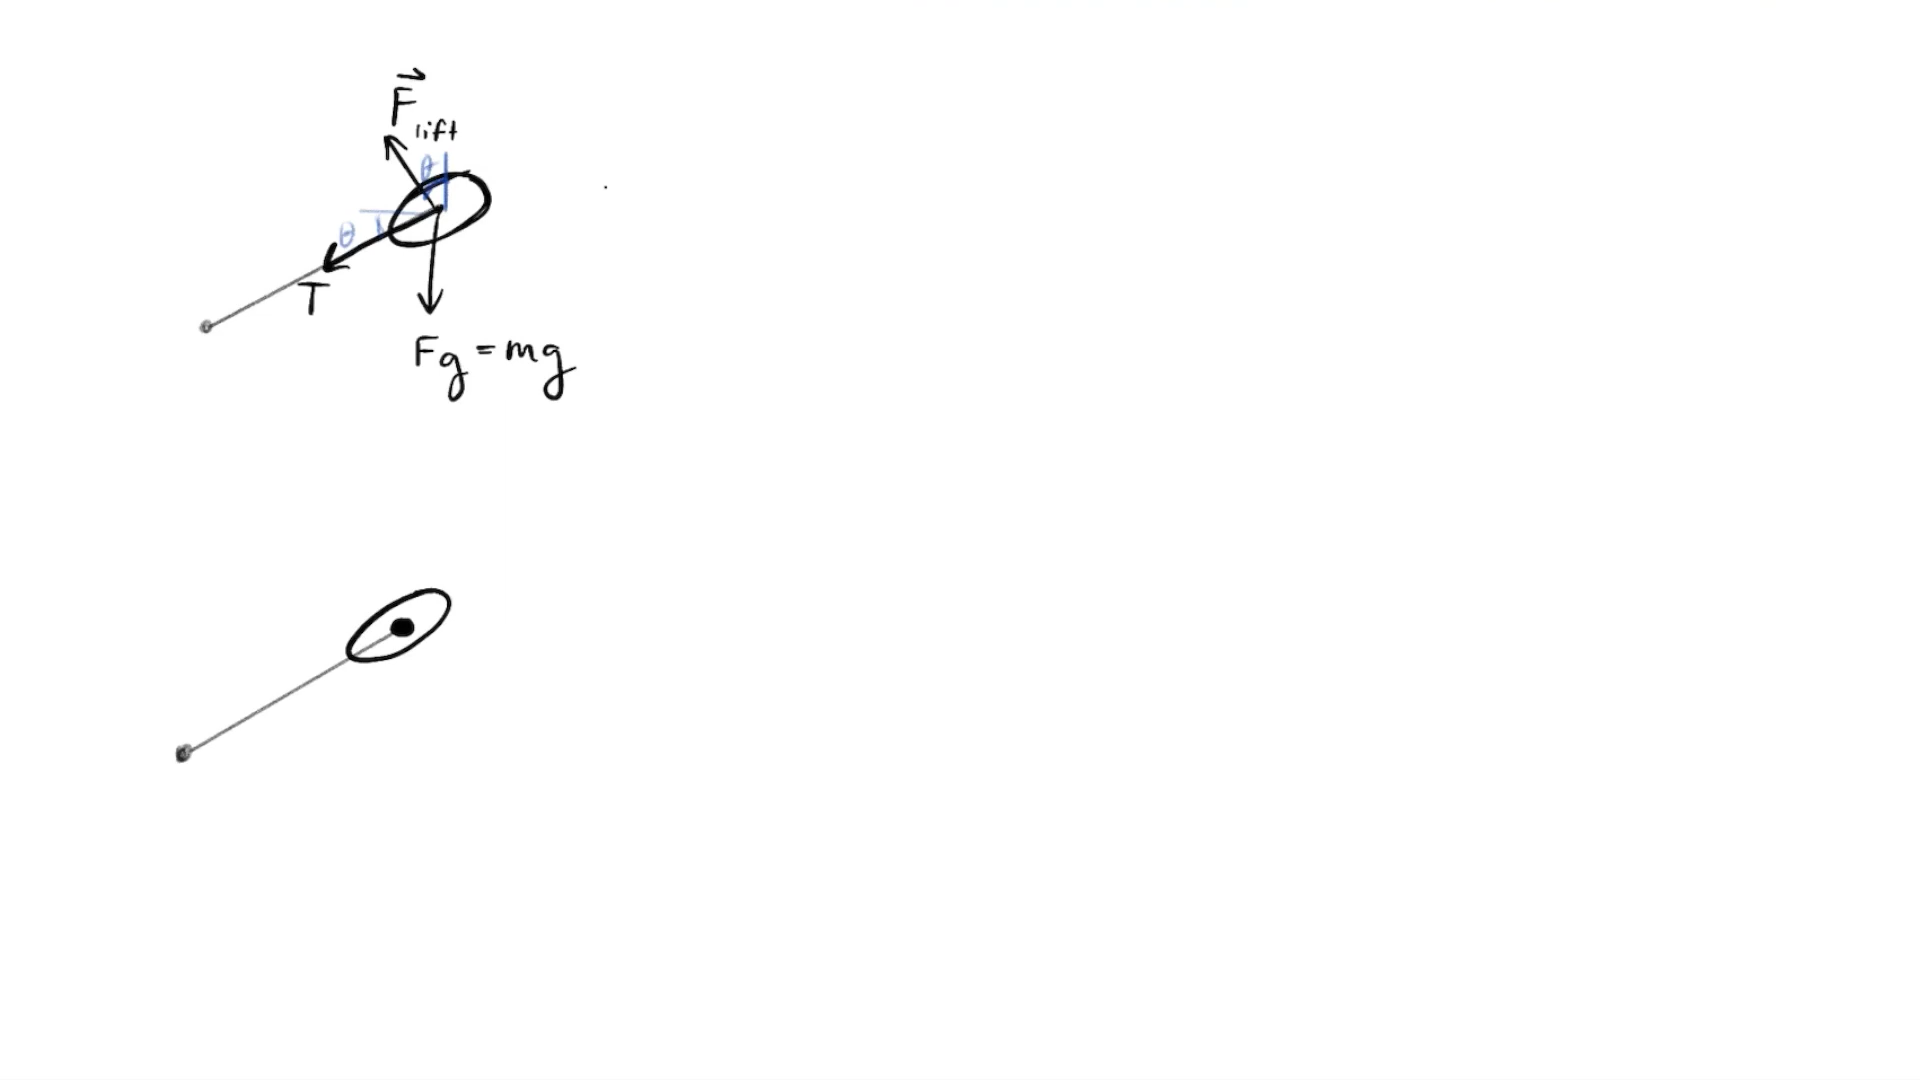 F⃗ lift
θ
θ
T
Fg = mg